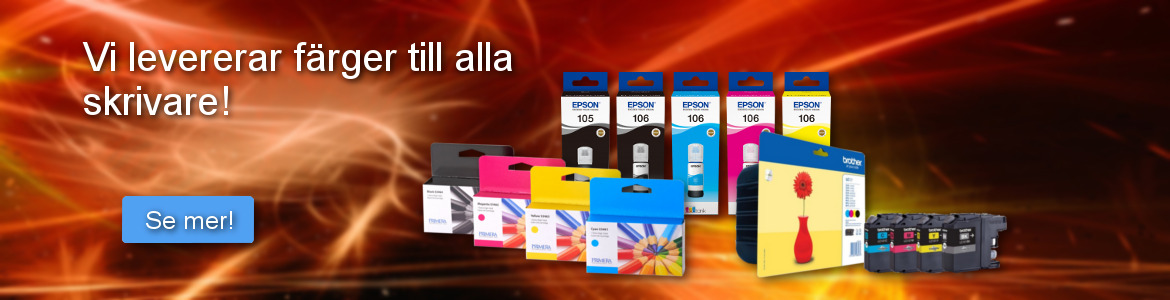 Vi levererar färger till alla
skrivare!
Se mer!
EPSON
105
EPSON
106
EPSON
106
EPSON
106
EPSON
106
brother
PRIMERA
PRIMERA
PRIMERA